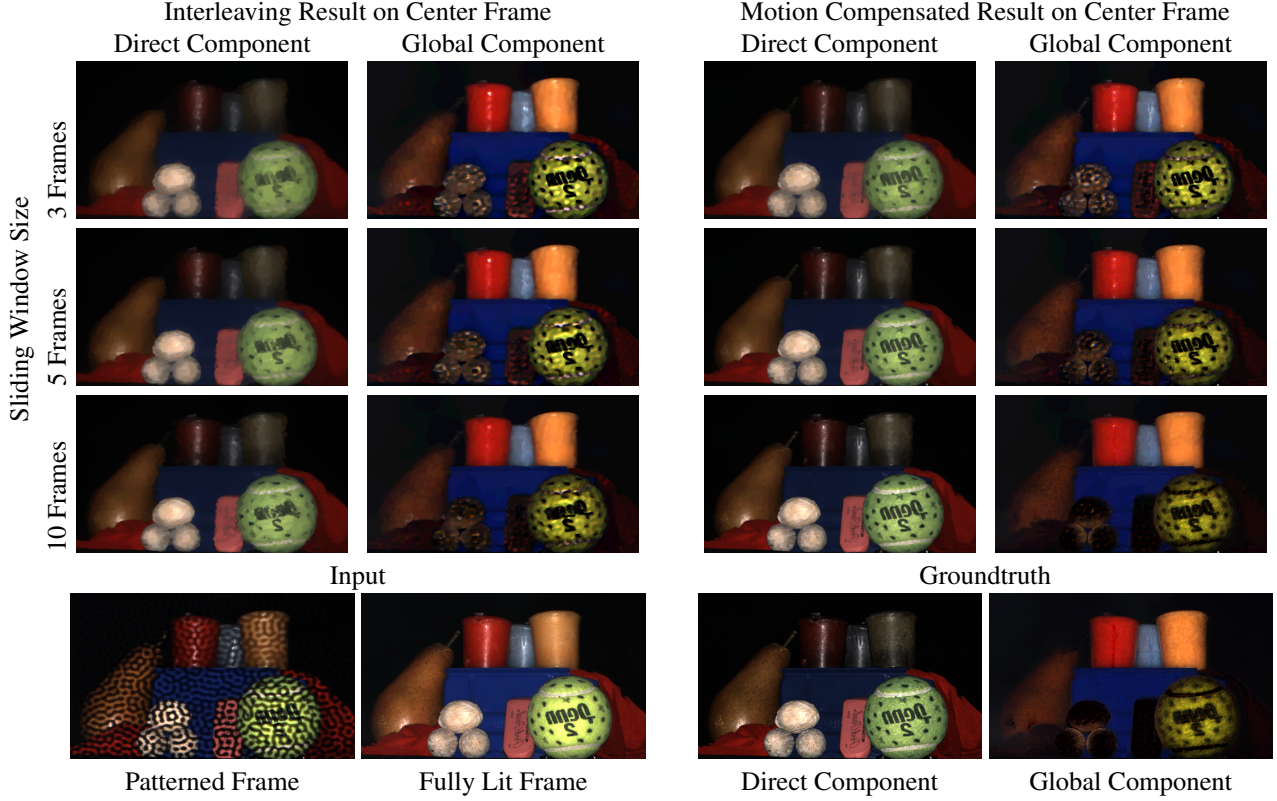 Interleaving Result on Center Frame
Motion Compensated Result on Center Frame
Direct Component
Global Component
Direct Component
Global Component
Sliding Window Size
3 Frames
5 Frames
10 Frames
Input
Groundtruth
Patterned Frame
Fully Lit Frame
Direct Component
Global Component